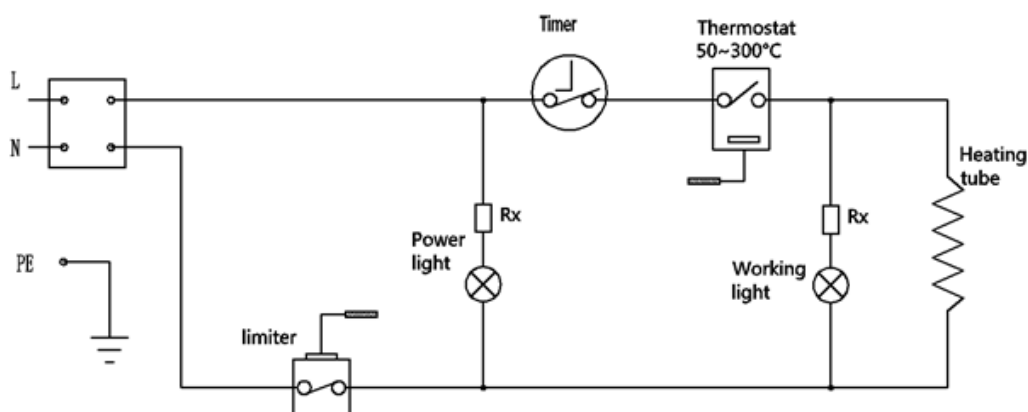 Timer
Thermostat
50~300°C
L
N
Heating
tube
Rx
Rx
Power
light
Working
light
PE
limiter